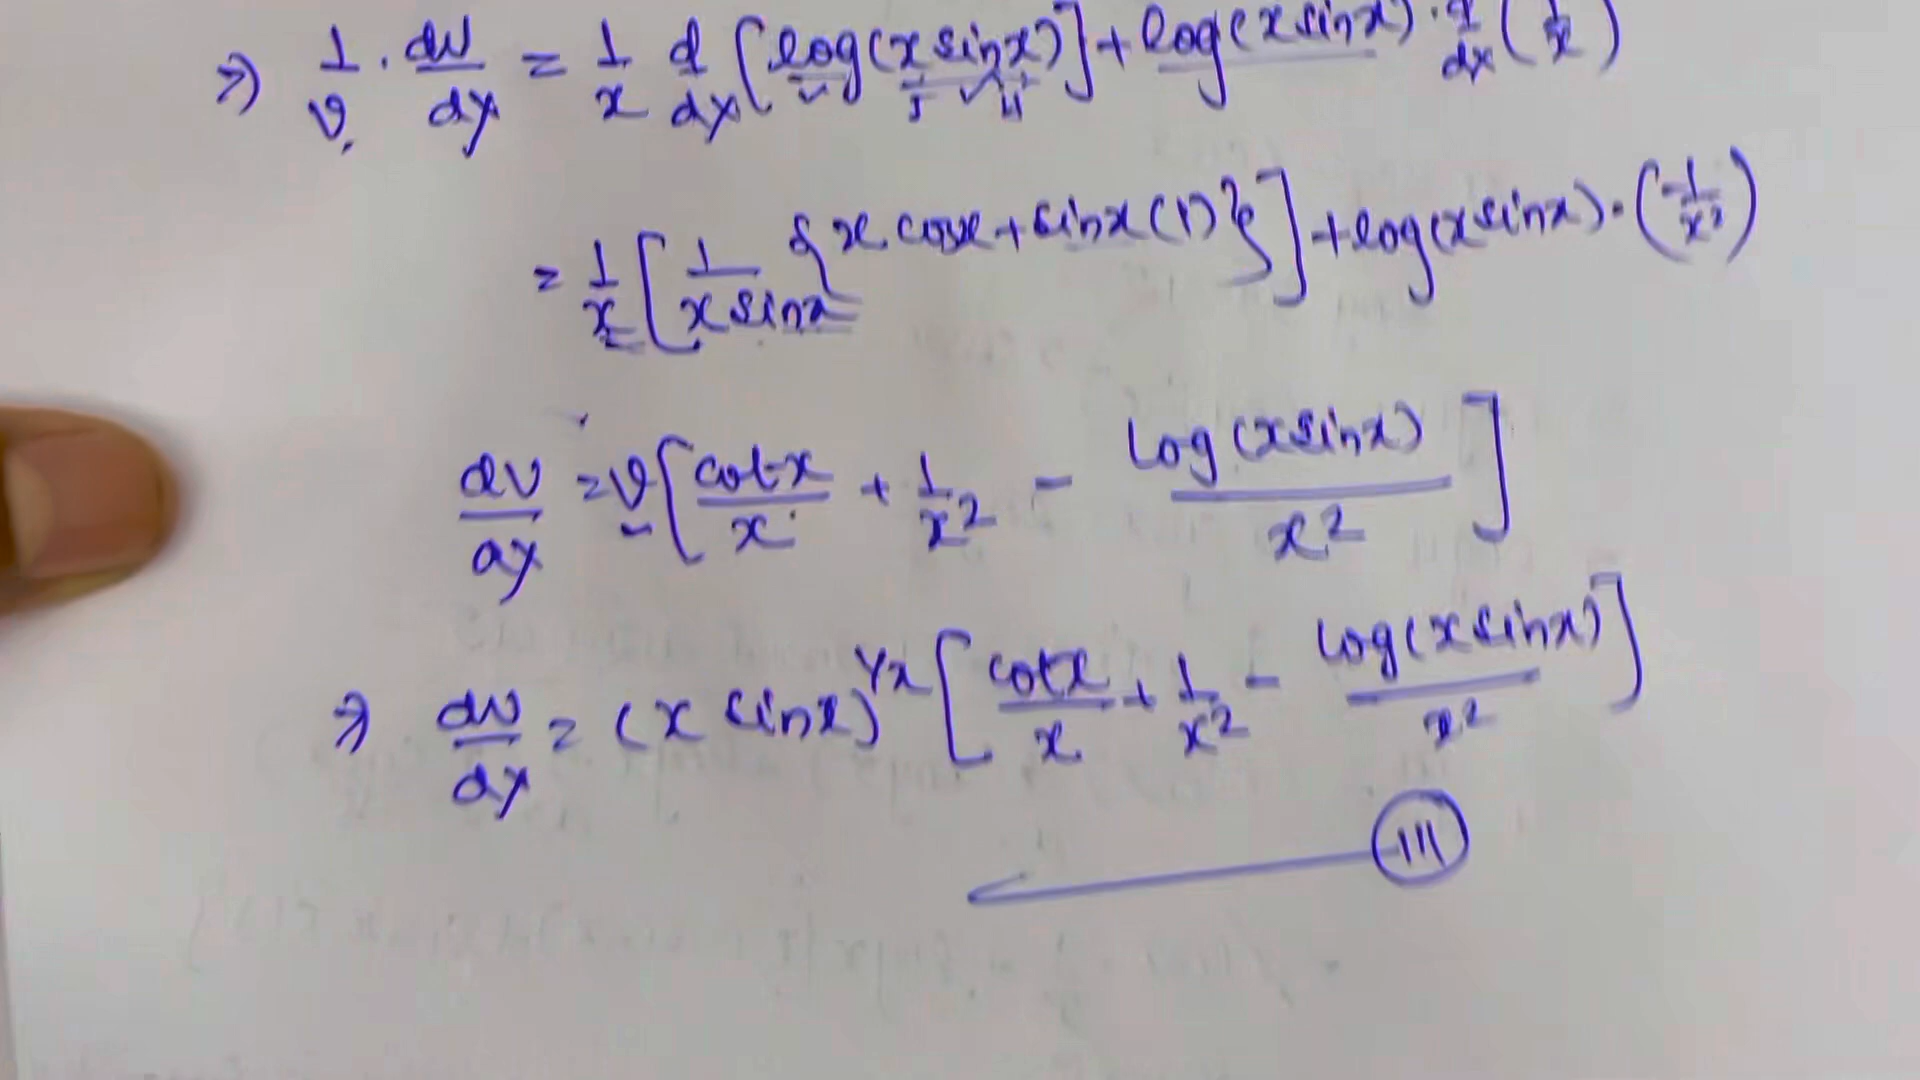 ⇒ 1/v . dv/dx = 1/x d/dx [log(x sinx)] + log(x sinx) · d/dx (1/x)
= 1/x [1/(x sinx) {x cosx + sinx (1)}] + log(x sinx) · (-1/x²)
dv/dx = v [cotx/x + 1/x² - log(x sinx)/x²]
⇒ dv/dx = (x sinx)^1/x [cotx/x + 1/x² - log(x sinx)/x²]
III